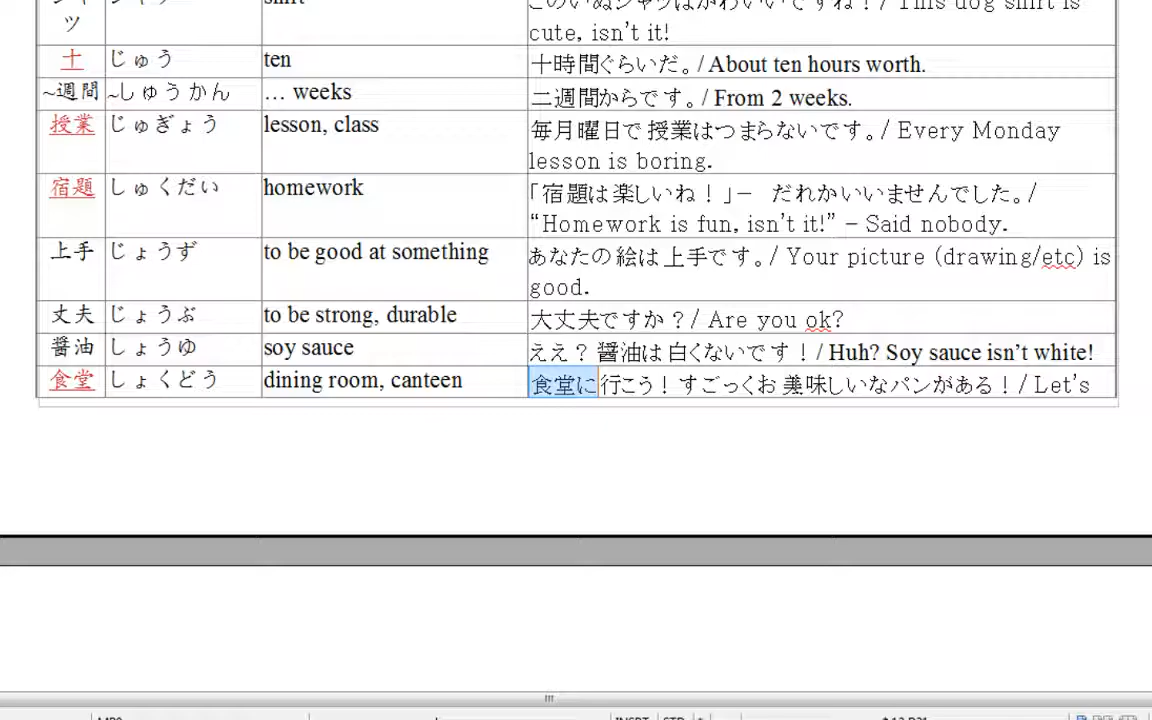 ツ
cute, isn't it!
十 じゅう ten 十時間ぐらいだ。/ About ten hours worth.
~週間 ~しゅうかん … weeks 二週間からです。/ From 2 weeks.
授業 じゅぎょう lesson, class 毎月曜日で授業はつまらないです。/ Every Monday
lesson is boring.
宿題 しゅくだい homework 「宿題は楽しいね！」－ だれかいいませんでした。/
“Homework is fun, isn't it!” – Said nobody.
上手 じょうず to be good at something あなたの絵は上手です。/ Your picture (drawing/etc) is
good.
丈夫 じょうぶ to be strong, durable 大丈夫ですか？/ Are you ok?
醤油 しょうゆ soy sauce ええ？醤油は白くないです！/ Huh? Soy sauce isn't white!
食堂 しょくどう dining room, canteen 食堂に行こう！すごっくお美味しいなパンがある！/ Let's